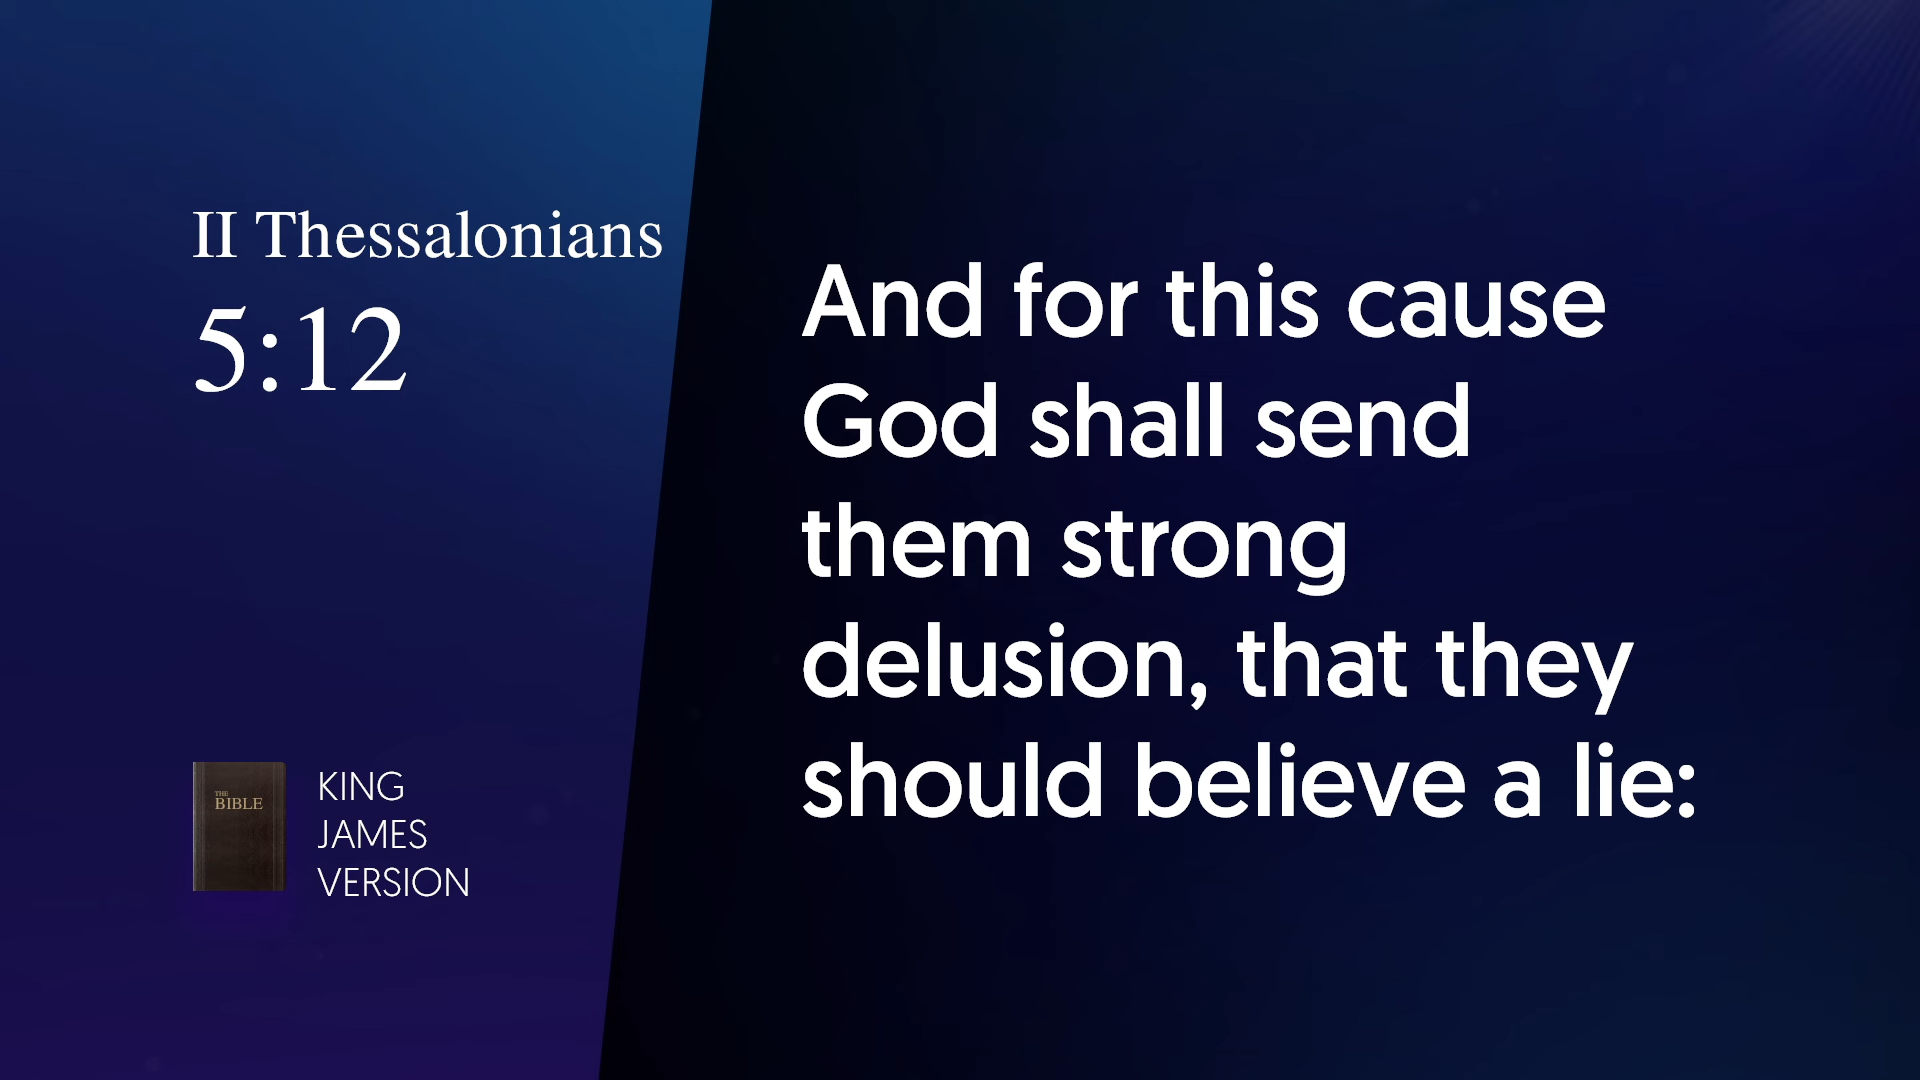 II Thessalonians
5:12
And for this cause
God shall send
them strong
delusion, that they
should believe a lie:
THE
BIBLE
KING
JAMES
VERSION